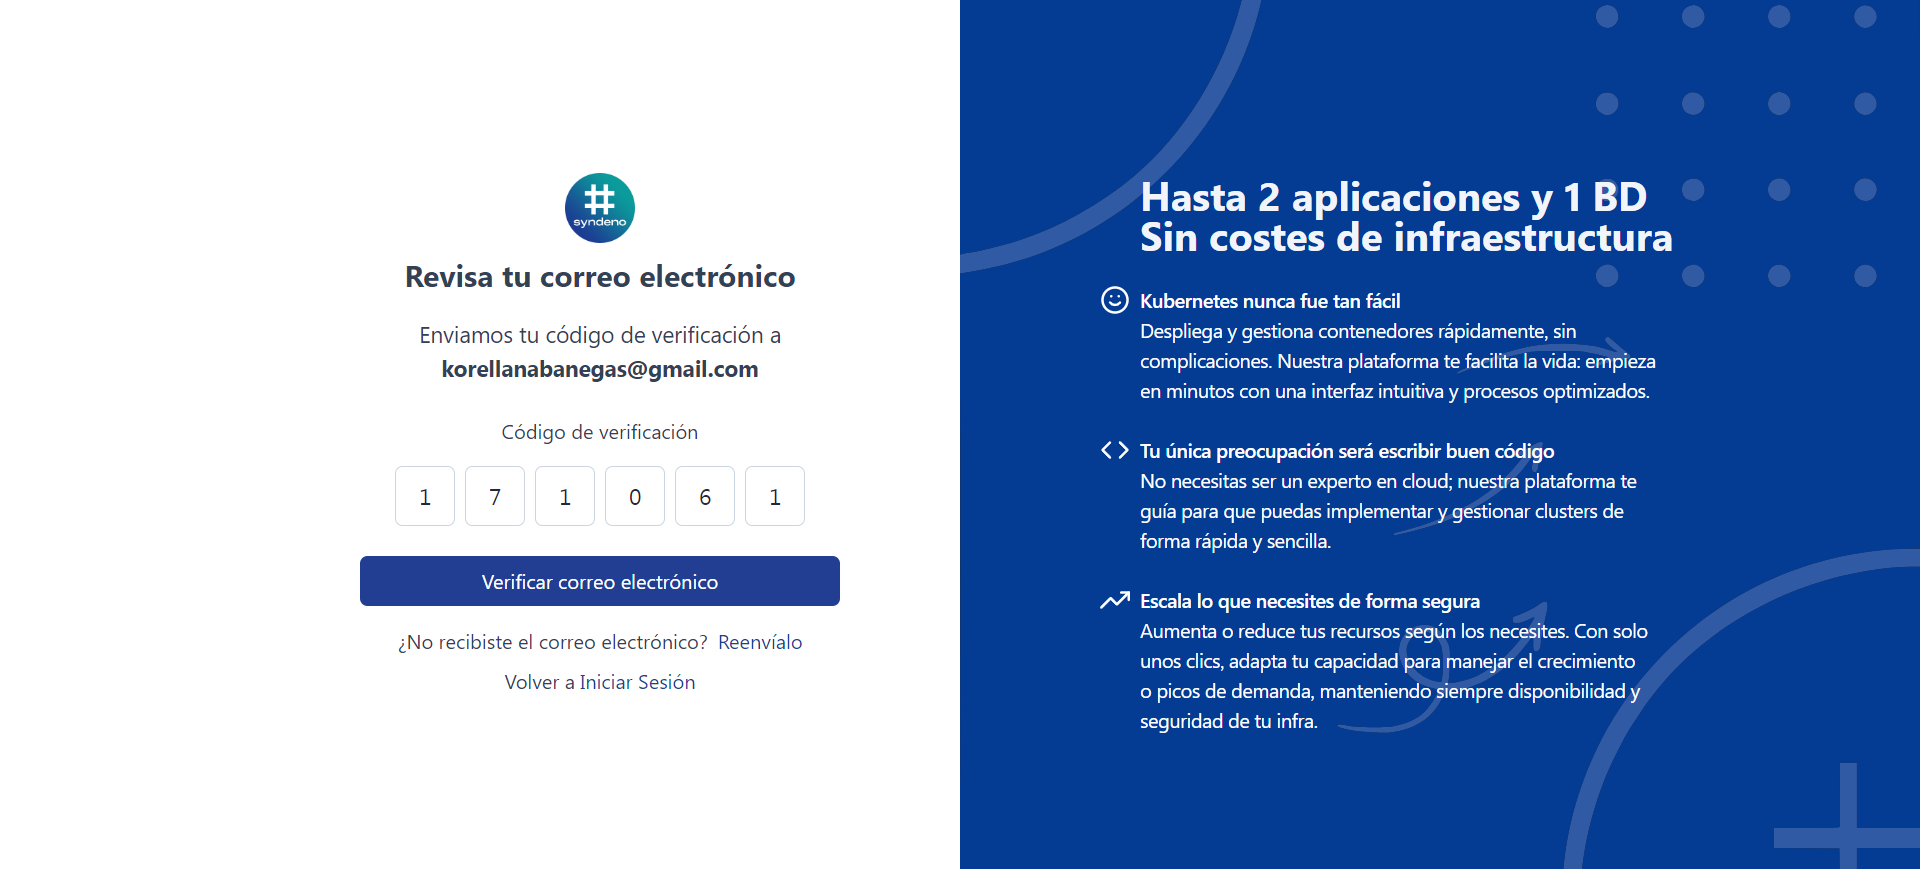 syndeno
Revisa tu correo electrónico
Enviamos tu código de verificación a
korellanabanegas@gmail.com
Código de verificación
1 7 1 0 6 1
Verificar correo electrónico
¿No recibiste el correo electrónico? Reenvíalo
Volver a Iniciar Sesión
Hasta 2 aplicaciones y 1 BD
Sin costes de infraestructura
Kubernetes nunca fue tan fácil
Despliega y gestiona contenedores rápidamente, sin
complicaciones. Nuestra plataforma te facilita la vida: empieza
en minutos con una interfaz intuitiva y procesos optimizados.
Tu única preocupación será escribir buen código
No necesitas ser un experto en cloud; nuestra plataforma te
guía para que puedas implementar y gestionar clusters de
forma rápida y sencilla.
Escala lo que necesites de forma segura
Aumenta o reduce tus recursos según los necesites. Con solo
unos clics, adapta tu capacidad para manejar el crecimiento
o picos de demanda, manteniendo siempre disponibilidad y
seguridad de tu infra.